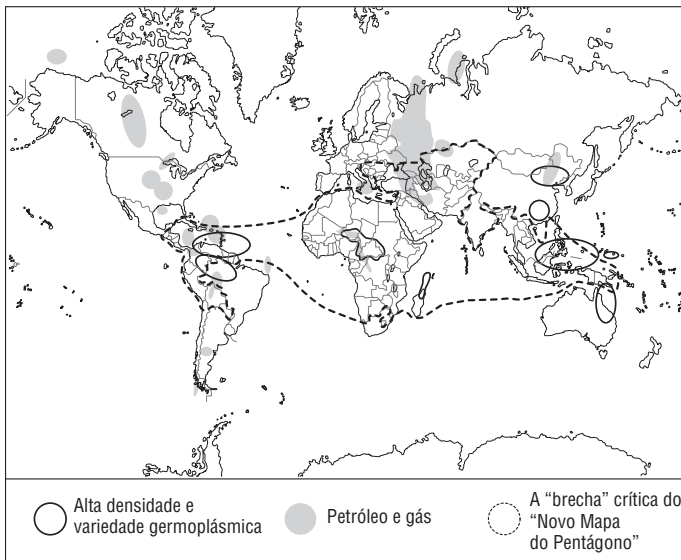 Alta densidade e
variedade germoplásmica
Petróleo e gás
A "brecha" crítica do
"Novo Mapa
do Pentágono"